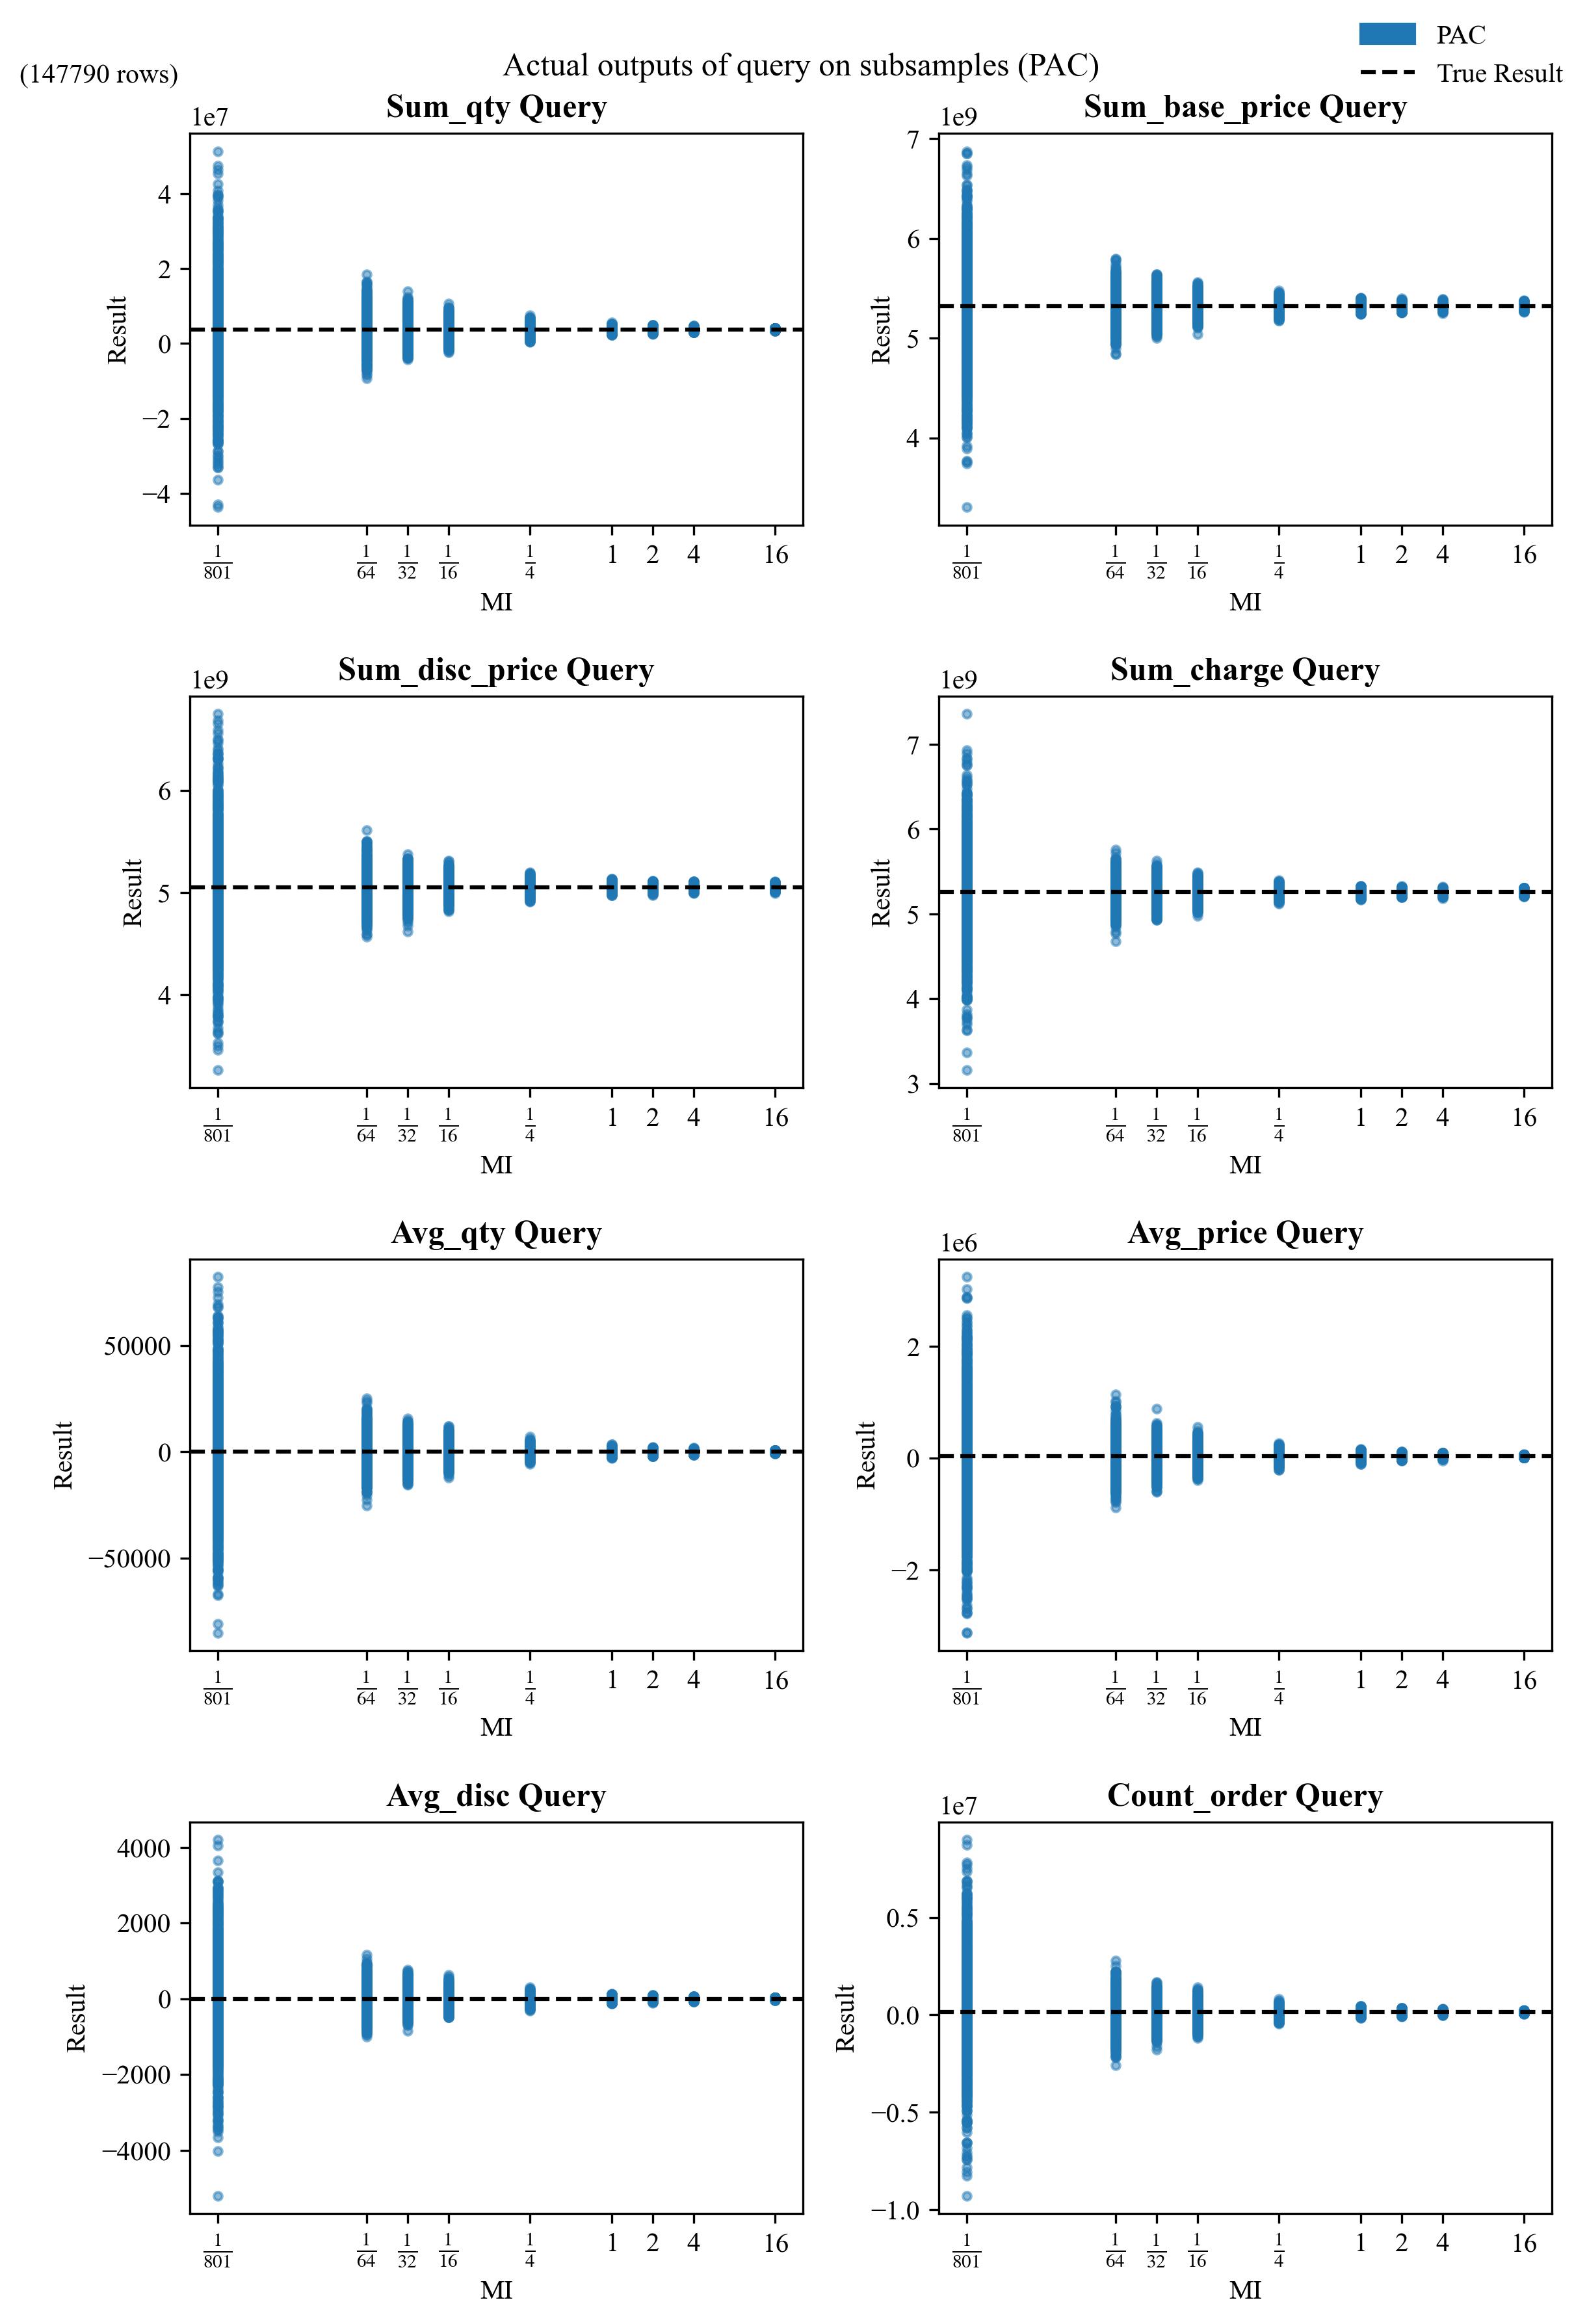 PAC
(147790 rows)
Actual outputs of query on subsamples (PAC)
True Result
Sum_qty Query
1e7
4
2
0
−2
−4
Result
1/801 1/64 1/32 1/16 1/4 1 2 4 16
MI
Sum_base_price Query
1e9
7
6
5
4
Result
1/801 1/64 1/32 1/16 1/4 1 2 4 16
MI
Sum_disc_price Query
1e9
6
5
4
Result
1/801 1/64 1/32 1/16 1/4 1 2 4 16
MI
Sum_charge Query
1e9
7
6
5
4
3
Result
1/801 1/64 1/32 1/16 1/4 1 2 4 16
MI
Avg_qty Query
50000
0
−50000
Result
1/801 1/64 1/32 1/16 1/4 1 2 4 16
MI
Avg_price Query
1e6
2
0
−2
Result
1/801 1/64 1/32 1/16 1/4 1 2 4 16
MI
Avg_disc Query
4000
2000
0
−2000
−4000
Result
1/801 1/64 1/32 1/16 1/4 1 2 4 16
MI
Count_order Query
1e7
0.5
0.0
−0.5
−1.0
Result
1/801 1/64 1/32 1/16 1/4 1 2 4 16
MI